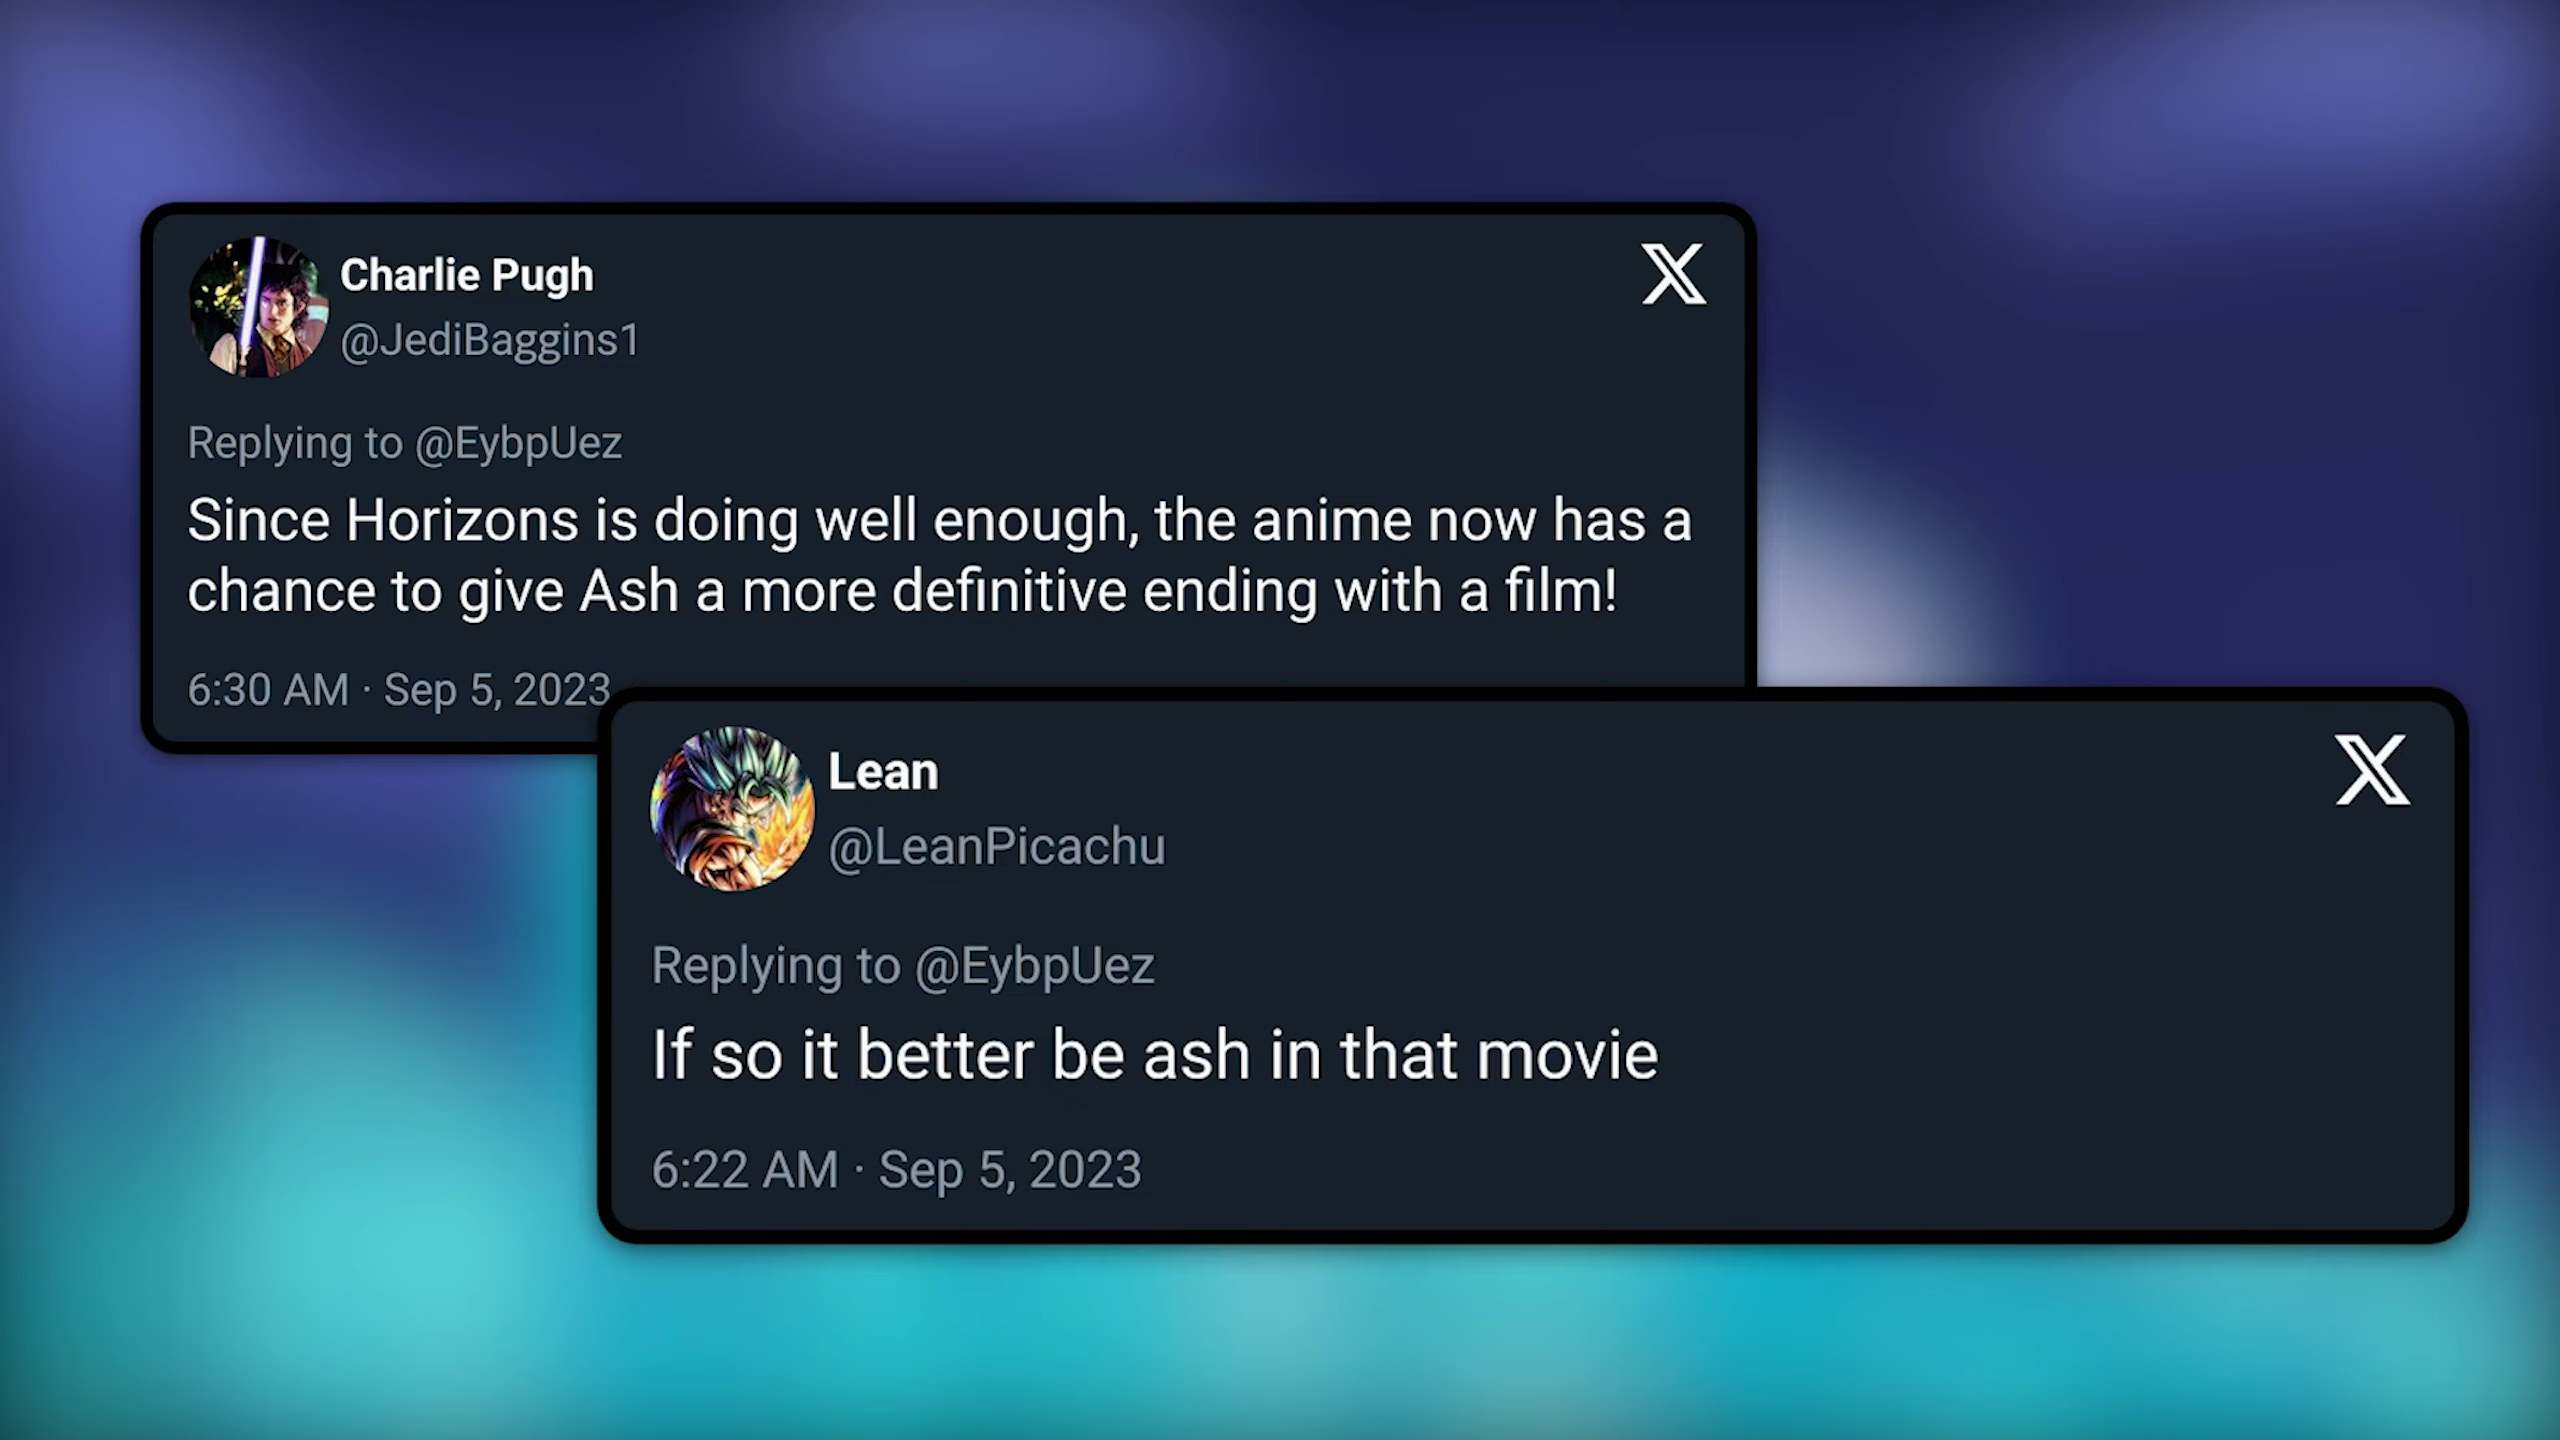 Charlie Pugh
@JediBaggins1
Replying to @EybpUez
Since Horizons is doing well enough, the anime now has a
chance to give Ash a more definitive ending with a film!
6:30 AM · Sep 5, 2023
Lean
@LeanPicachu
Replying to @EybpUez
If so it better be ash in that movie
6:22 AM · Sep 5, 2023